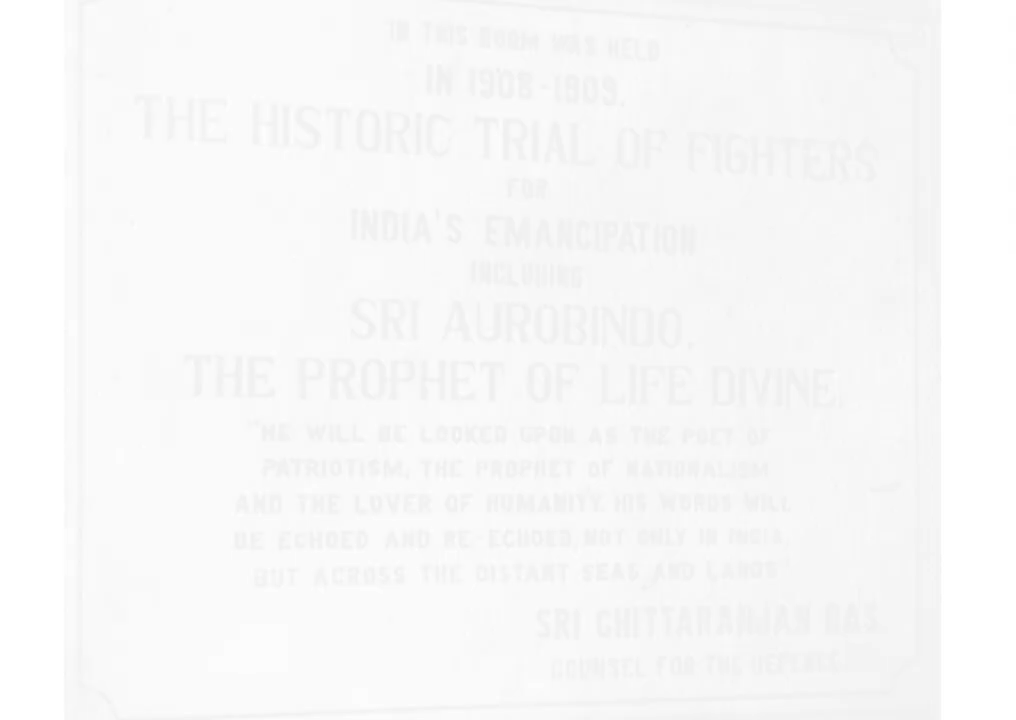 IN THIS ROOM WAS HELD
IN 1908-1909.
THE HISTORIC TRIAL OF FIGHTERS
FOR
INDIA'S EMANCIPATION
INCLUDING
SRI AUROBINDO.
THE PROPHET OF LIFE DIVINE.
"HE WILL BE LOOKED UPON AS THE POET OF
PATRIOTISM, THE PROPHET OF NATIONALISM
AND THE LOVER OF HUMANITY. HIS WORDS WILL
BE ECHOED AND RE-ECHOED NOT ONLY IN INDIA,
BUT ACROSS THE DISTANT SEAS AND LANDS"
SRI CHITTARANJAN DAS.
COUNSEL FOR THE DEFENCE